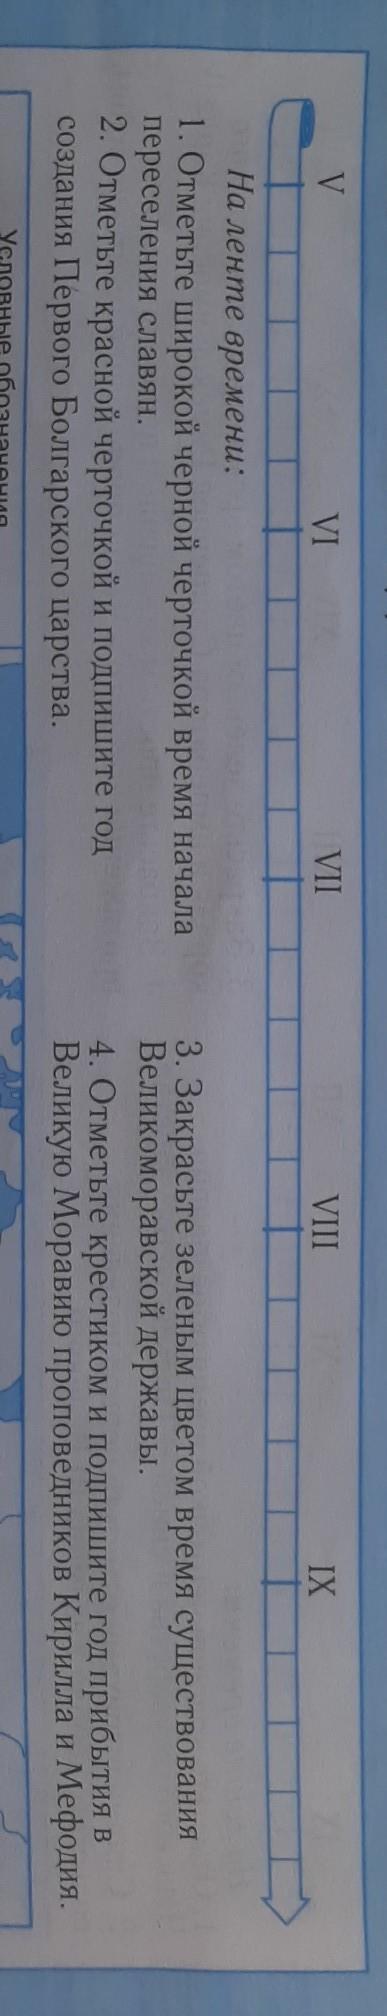 V VI VII VIII IX
На ленте времени:
1. Отметьте широкой черной черточкой время начала
переселения славян.
2. Отметьте красной черточкой и подпишите год
создания Первого Болгарского царства.
3. Закрасьте зеленым цветом время существования
Великоморавской державы.
4. Отметьте крестиком и подпишите год прибытия в
Великую Моравию проповедников Кирилла и Мефодия.
Условные обозначения